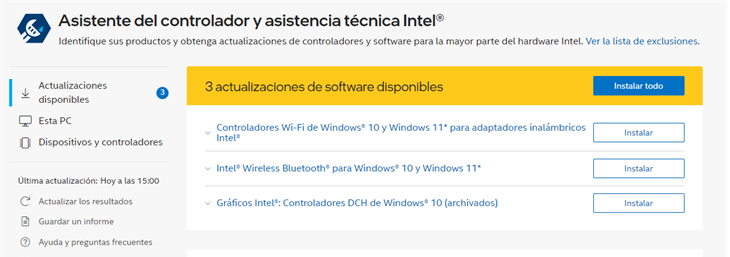 Asistente del controlador y asistencia técnica Intel®
Identifique sus productos y obtenga actualizaciones de controladores y software para la mayor parte del hardware Intel. Ver la lista de exclusiones.
Actualizaciones
disponibles
3
Esta PC
Dispositivos y controladores
Última actualización: Hoy a las 15:00
Actualizar los resultados
Guardar un informe
Ayuda y preguntas frecuentes
3 actualizaciones de software disponibles
Instalar todo
Controladores Wi-Fi de Windows® 10 y Windows 11* para adaptadores inalámbricos
Intel®
Instalar
Intel® Wireless Bluetooth® para Windows® 10 y Windows 11*
Instalar
Gráficos Intel®: Controladores DCH de Windows® 10 (archivados)
Instalar